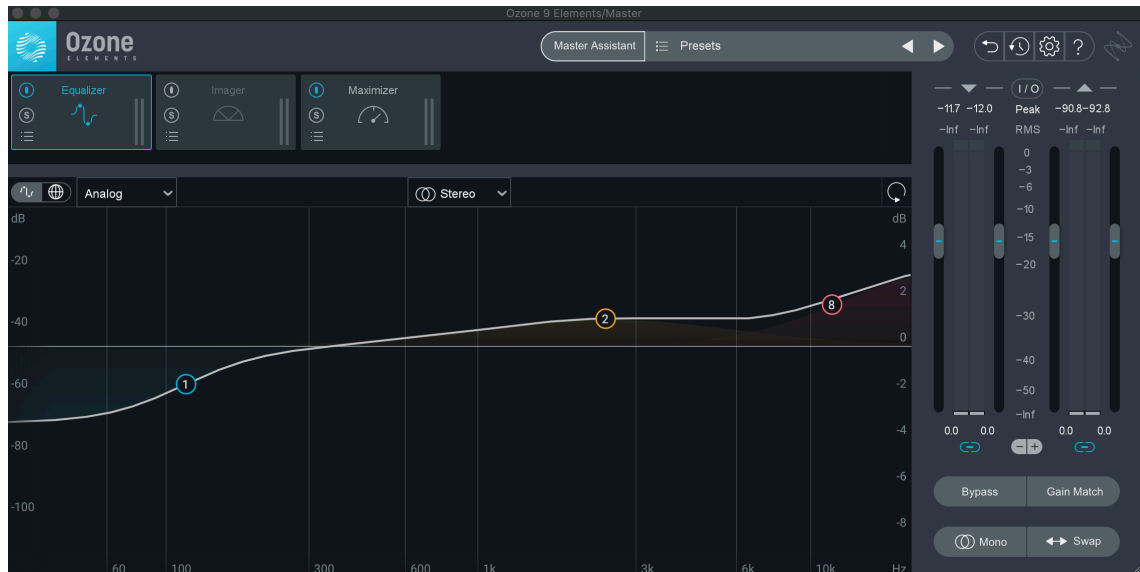 Ozone 9 Elements/Master
Ozone
ELEMENTS
Master Assistant
Presets
I / O
Peak
-11.7 -12.0
-90.8-92.8
RMS
-Inf -Inf
-Inf -Inf
Equalizer
S
Imager
S
Maximizer
S
Analog
Stereo
dB
-20
-40
-60
-80
-100
dB
4
2
0
-2
-4
-6
-8
1
2
8
60
100
300
600
1k
3k
6k
10k
Hz
0
-3
-6
-10
-15
-20
-30
-40
-50
-Inf
0.0 0.0
0.0 0.0
Bypass
Gain Match
Mono
Swap